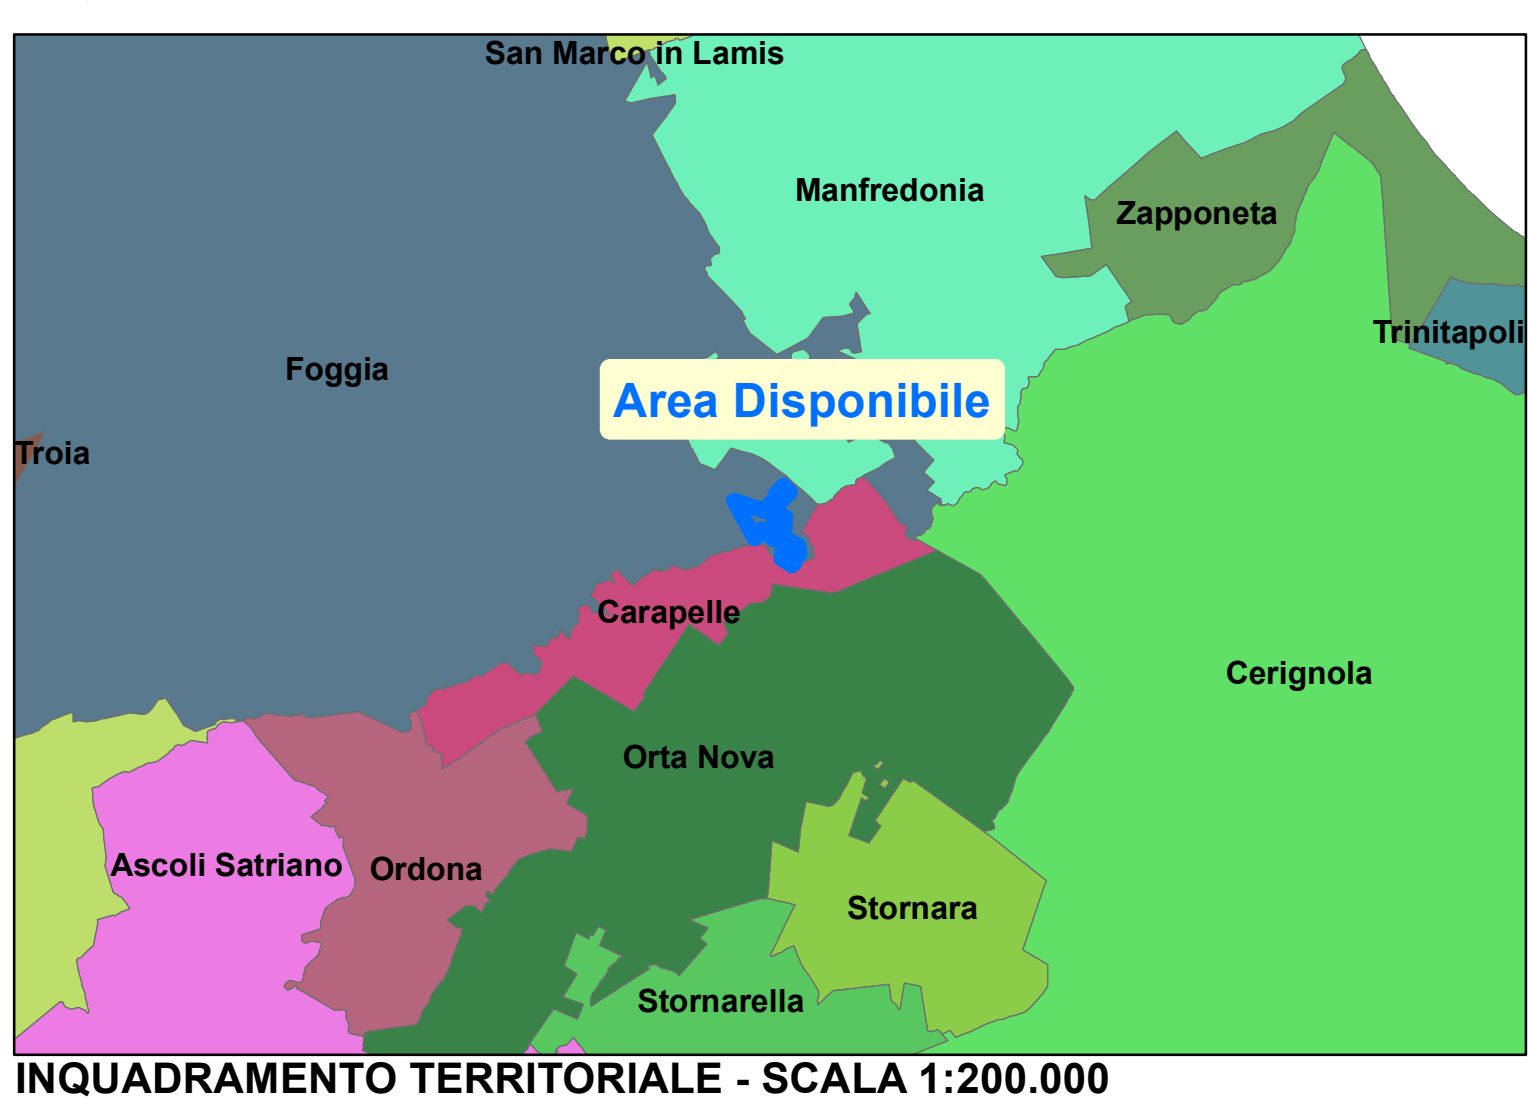 San Marco in Lamis
Manfredonia
Zapponeta
Trinitapoli
Foggia
Area Disponibile
Troia
Carapelle
Cerignola
Orta Nova
Ascoli Satriano
Ordona
Stornara
Stornarella
INQUADRAMENTO TERRITORIALE - SCALA 1:200.000